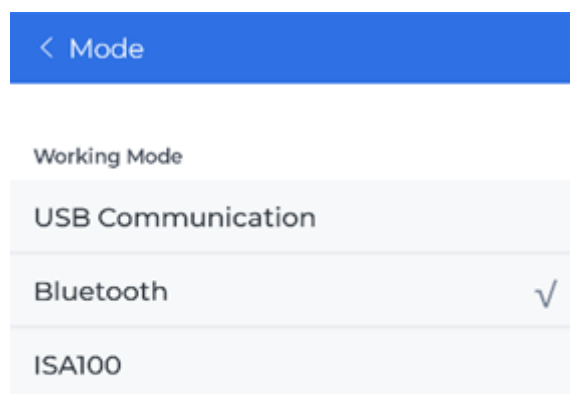 < Mode
Working Mode
USB Communication
Bluetooth √
ISA100